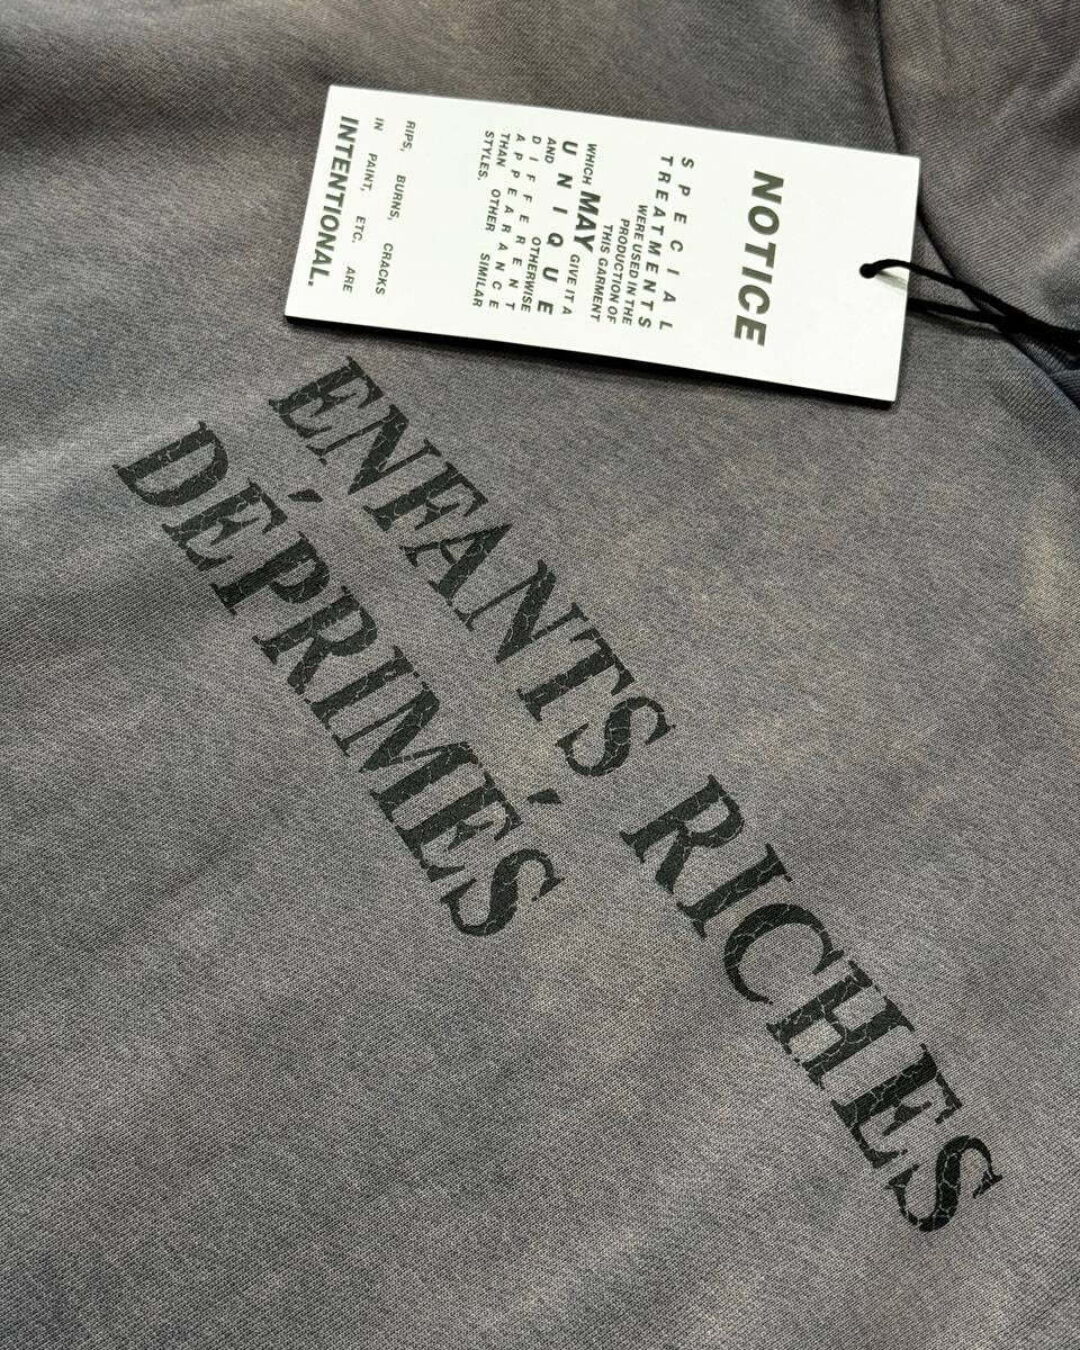 NOTICE
SPECIAL
TREATMENTS
WERE USED IN THE
PRODUCTION OF
THIS GARMENT
WHICH MAY GIVE IT A
UNIQUE
AND OTHERWISE
DIFFERENT
APPEARANCE
THAN OTHER SIMILAR
STYLES.
RIPS, BURNS, CRACKS
IN PAINT, ETC. ARE
INTENTIONAL.
ENFANTS RICHES
DÉPRIMÉS